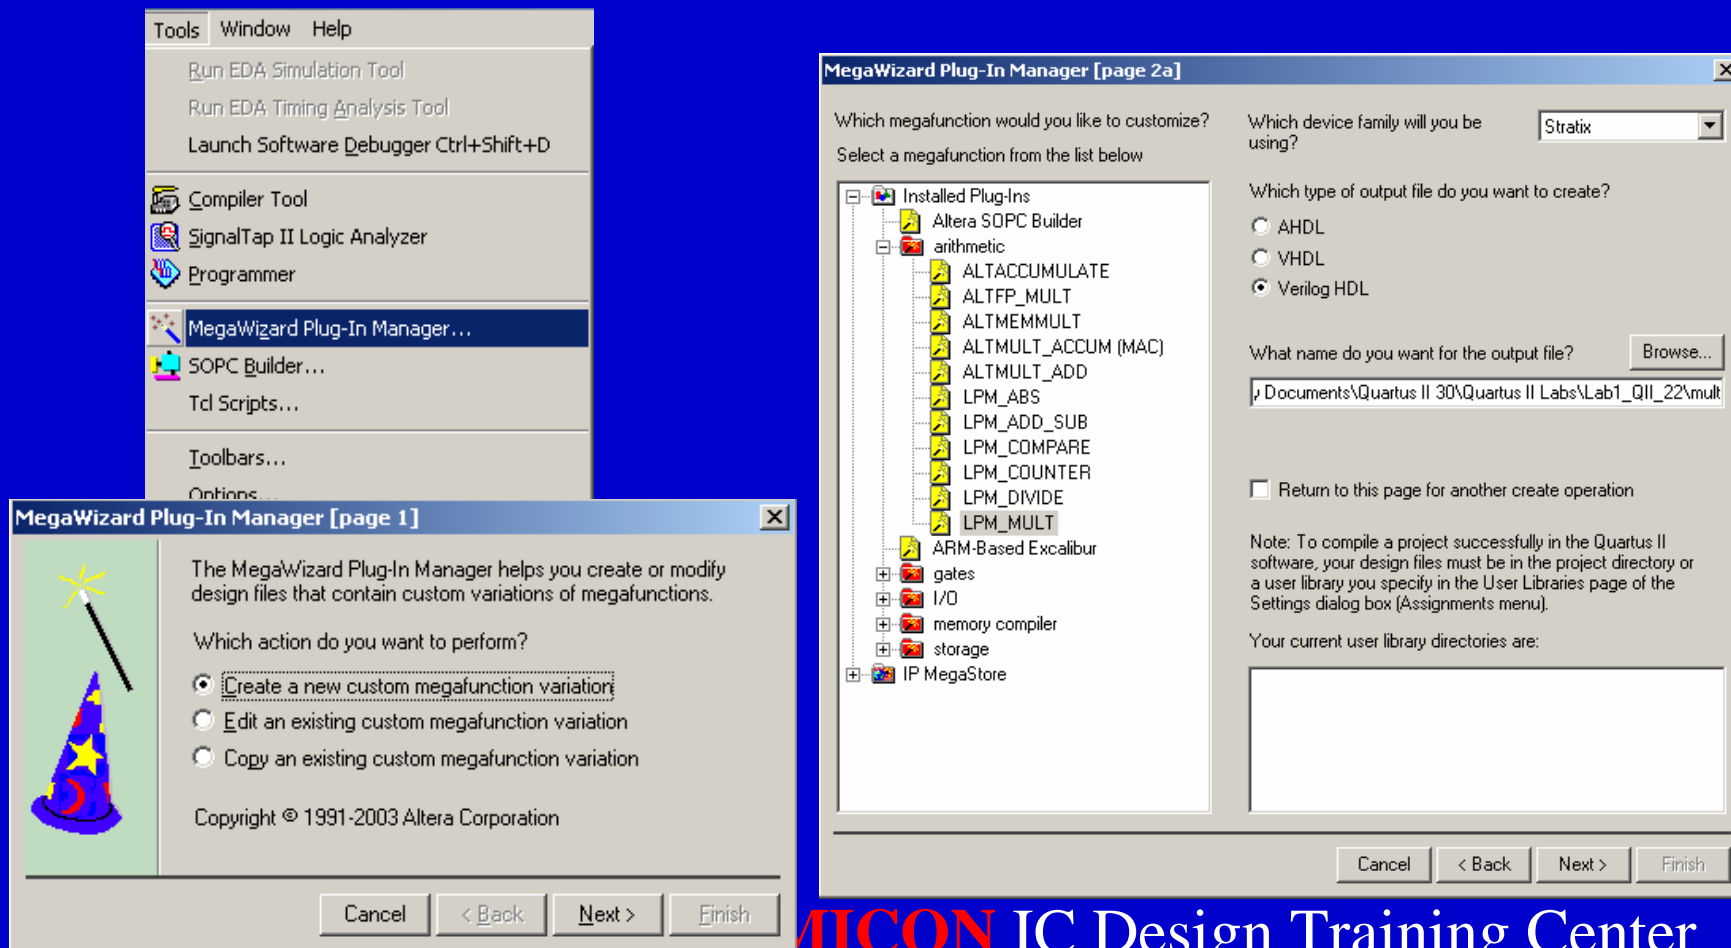 Tools Window Help
Run EDA Simulation Tool
Run EDA Timing Analysis Tool
Launch Software Debugger Ctrl+Shift+D
Compiler Tool
SignalTap II Logic Analyzer
Programmer
MegaWizard Plug-In Manager...
SOPC Builder...
Tcl Scripts...
Toolbars...
Options...
MegaWizard Plug-In Manager [page 1]
The MegaWizard Plug-In Manager helps you create or modify
design files that contain custom variations of megafunctions.
Which action do you want to perform?
Create a new custom megafunction variation
Edit an existing custom megafunction variation
Copy an existing custom megafunction variation
Copyright © 1991-2003 Altera Corporation
Cancel < Back Next > Finish
MegaWizard Plug-In Manager [page 2a]
Which megafunction would you like to customize?
Select a megafunction from the list below
Installed Plug-Ins
Altera SOPC Builder
arithmetic
ALTACCUMULATE
ALTFP_MULT
ALTMEMMULT
ALTMULT_ACCUM (MAC)
ALTMULT_ADD
LPM_ABS
LPM_ADD_SUB
LPM_COMPARE
LPM_COUNTER
LPM_DIVIDE
LPM_MULT
ARM-Based Excalibur
gates
I/O
memory compiler
storage
IP MegaStore
Which device family will you be
using?
Stratix
Which type of output file do you want to create?
AHDL
VHDL
Verilog HDL
What name do you want for the output file?
Browse...
Documents\Quartus II 30\Quartus II Labs\Lab1_QII_22\mult
Return to this page for another create operation
Note: To compile a project successfully in the Quartus II
software, your design files must be in the project directory or
a user library you specify in the User Libraries page of the
Settings dialog box (Assignments menu).
Your current user library directories are:
Cancel < Back Next > Finish
MICON IC Design Training Center